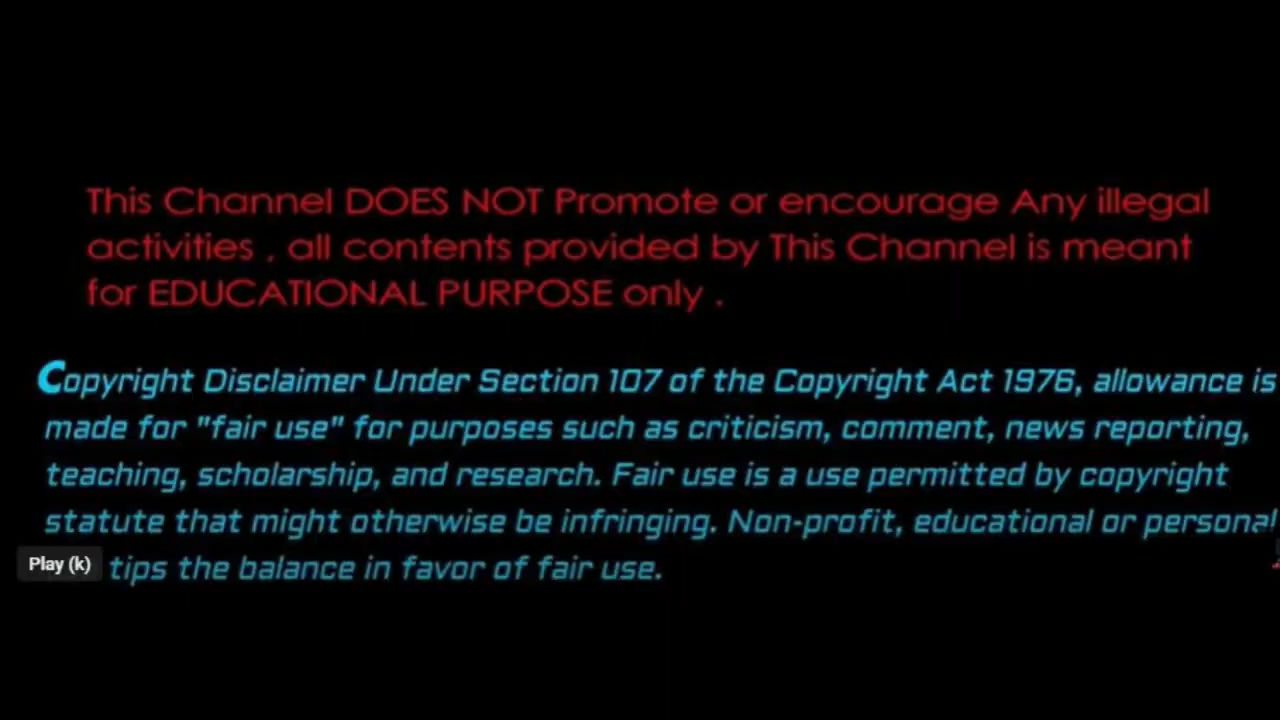 This Channel DOES NOT Promote or encourage Any illegal
activities , all contents provided by This Channel is meant
for EDUCATIONAL PURPOSE only .
Copyright Disclaimer Under Section 107 of the Copyright Act 1976, allowance is
made for "fair use" for purposes such as criticism, comment, news reporting,
teaching, scholarship, and research. Fair use is a use permitted by copyright
statute that might otherwise be infringing. Non-profit, educational or personal
Play (k) tips the balance in favor of fair use.